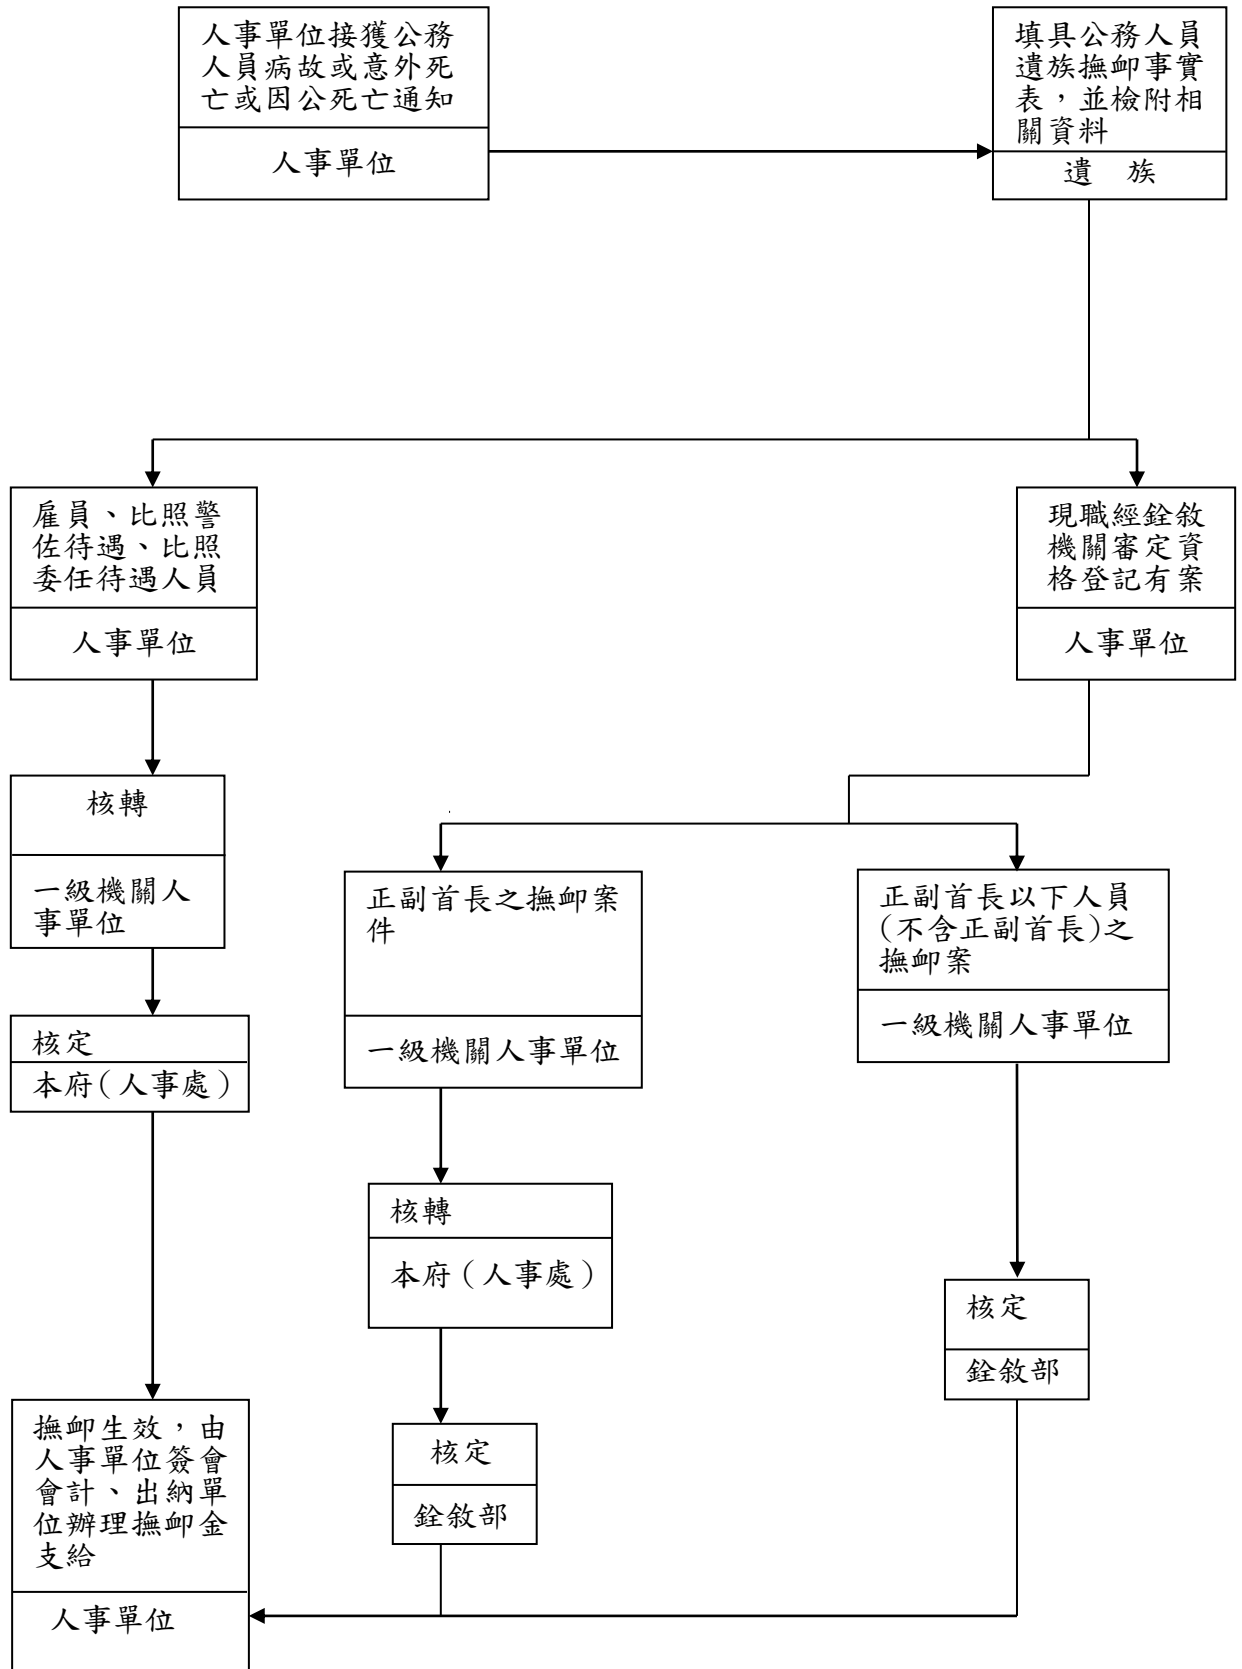 人事單位接獲公務
人員病故或意外死
亡或因公死亡通知
人事單位
填具公務人員
遺族撫卹事實
表，並檢附相
關資料
遺　族
雇員、比照警
佐待遇、比照
委任待遇人員
人事單位
現職經銓敘
機關審定資
格登記有案
人事單位
核轉
一級機關人
事單位
正副首長之撫卹案
件
一級機關人事單位
正副首長以下人員
(不含正副首長)之
撫卹案
一級機關人事單位
核定
本府(人事處)
核轉
本府(人事處)
核定
銓敘部
撫卹生效，由
人事單位簽會
會計、出納單
位辦理撫卹金
支給
人事單位
核定
銓敘部